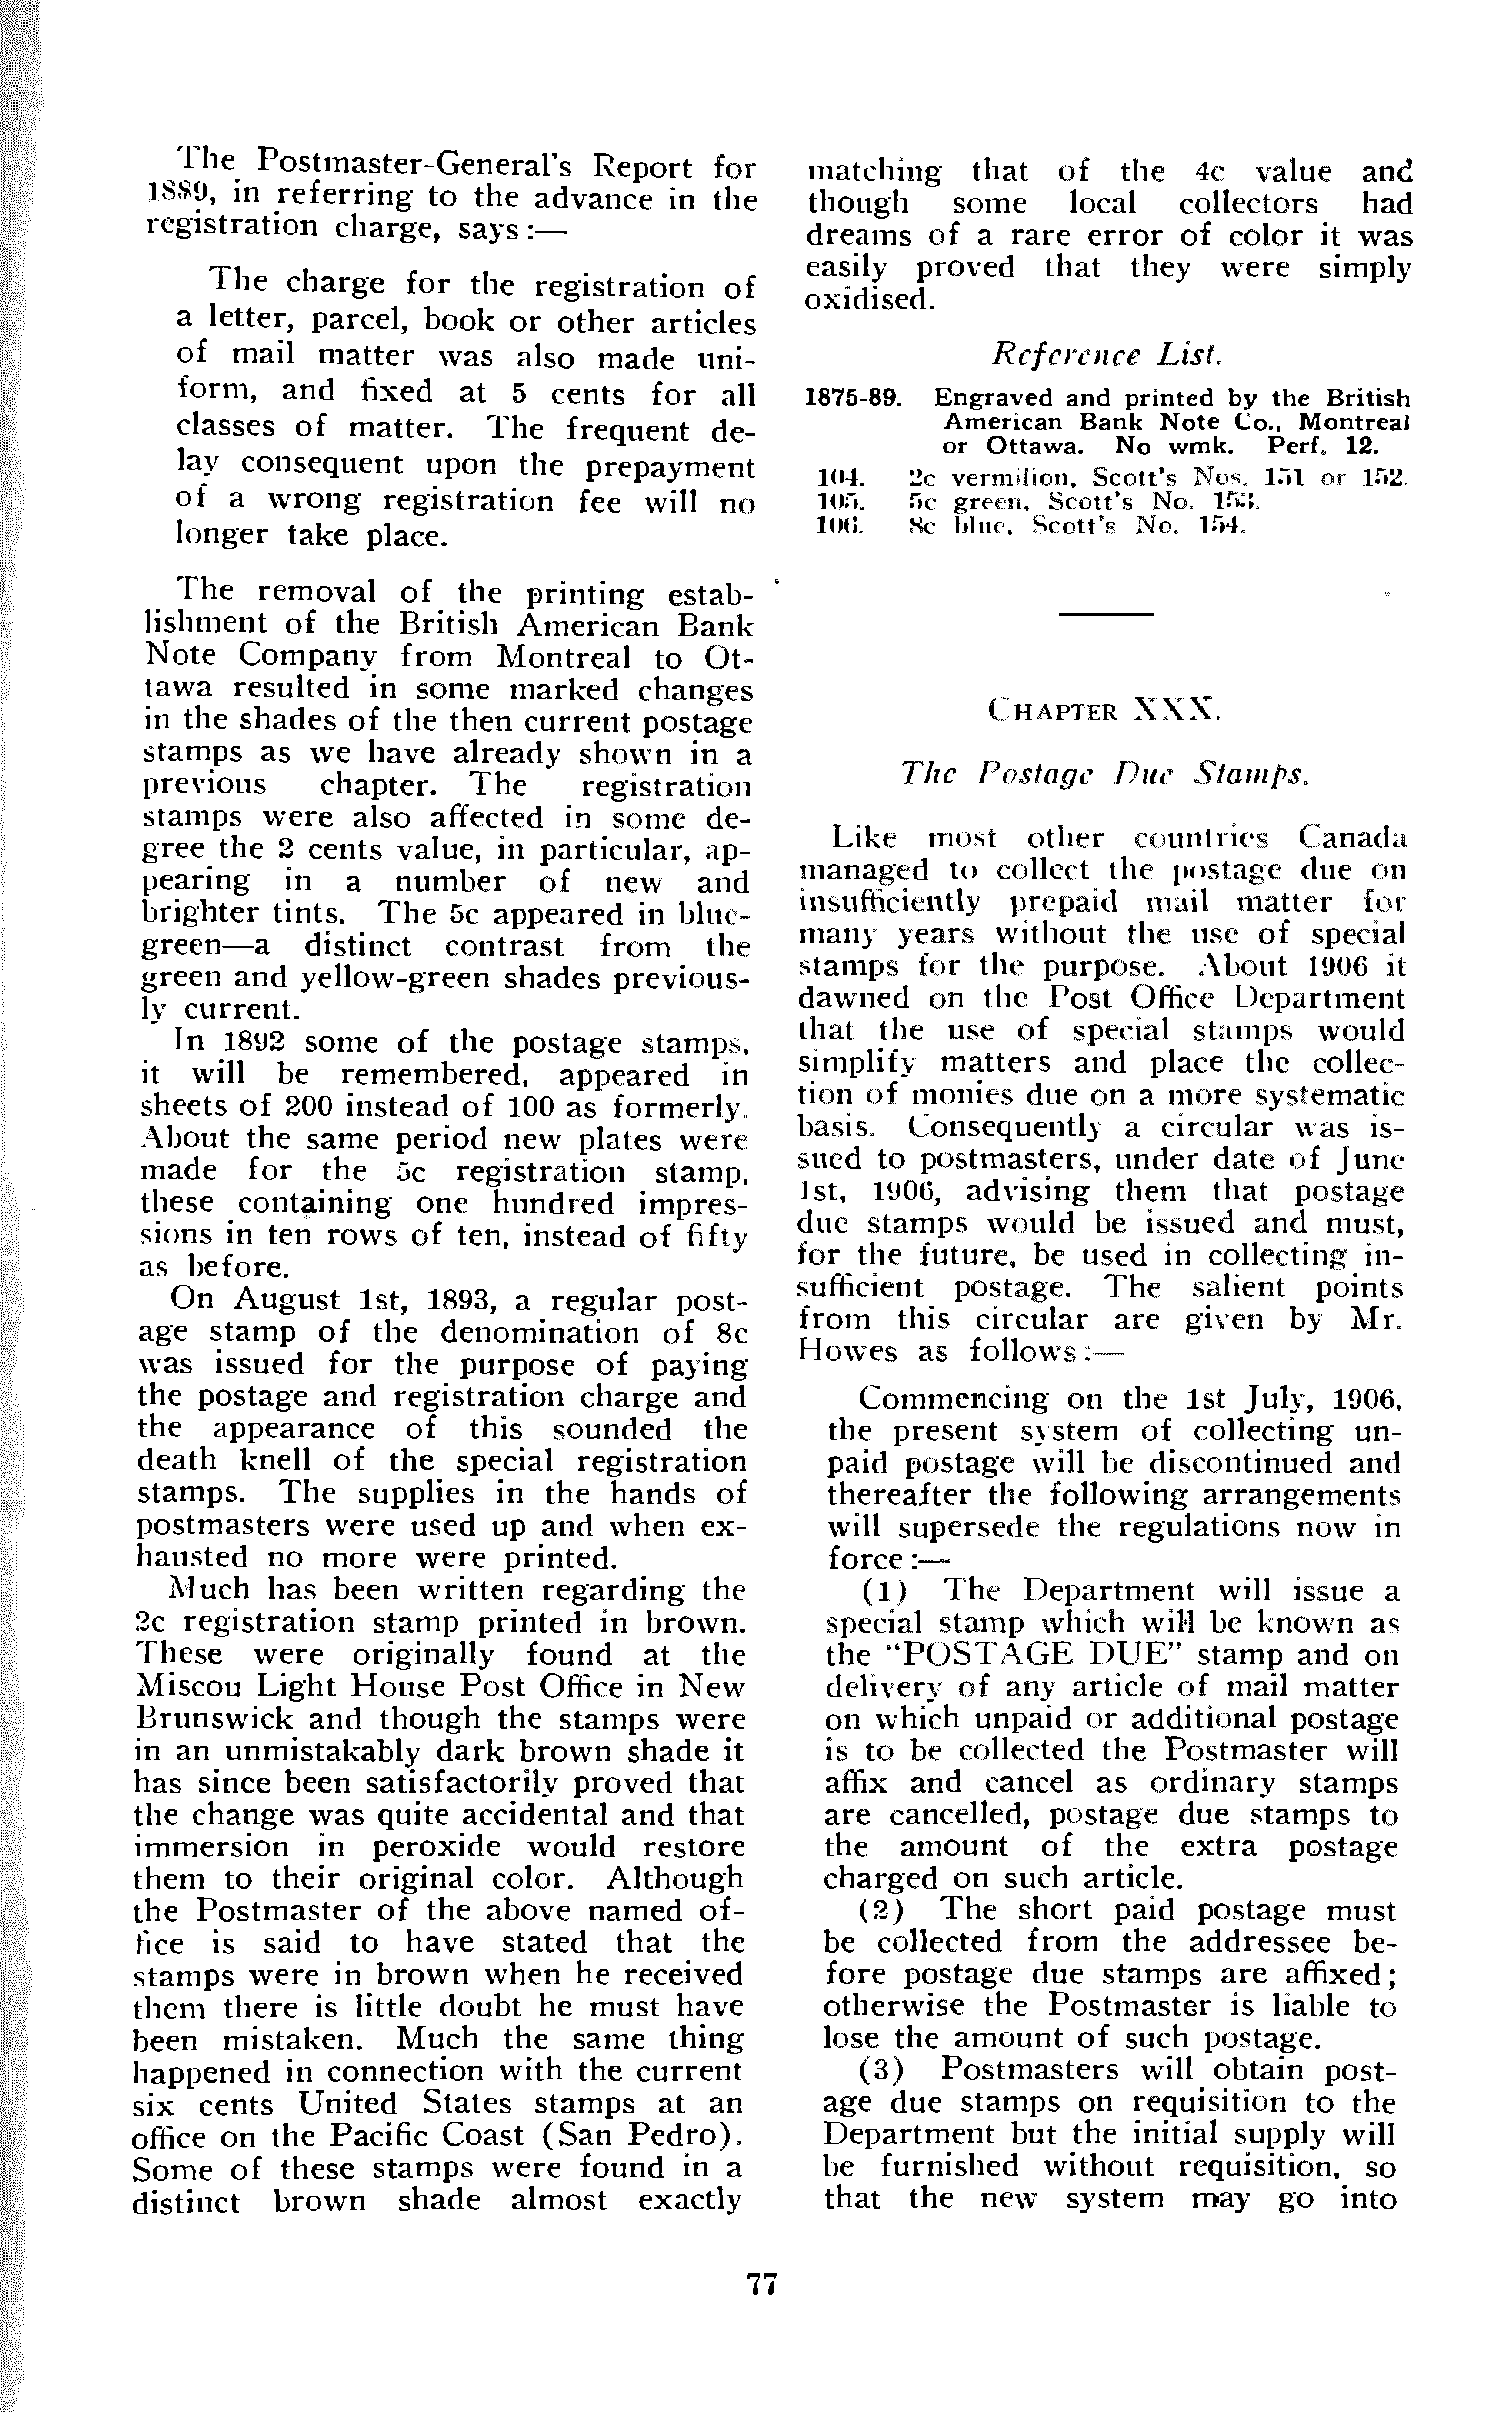 The Postmaster-General's Report for
1889, in referring to the advance in the
registration charge, says:—
The charge for the registration of
a letter, parcel, book or other articles
of mail matter was also made uni-
form, and fixed at 5 cents for all
classes of matter. The frequent de-
lay consequent upon the prepayment
of a wrong registration fee will no
longer take place.
The removal of the printing estab-
lishment of the British American Bank
Note Company from Montreal to Ot-
tawa resulted in some marked changes
in the shades of the then current postage
stamps as we have already shown in a
previous chapter. The registration
stamps were also affected in some de-
gree the 2 cents value, in particular, ap-
pearing in a number of new and
brighter tints. The 5c appeared in blue-
green—a distinct contrast from the
green and yellow-green shades previous-
ly current.
In 1892 some of the postage stamps,
it will be remembered, appeared in
sheets of 200 instead of 100 as formerly.
About the same period new plates were
made for the 5c registration stamp,
these containing one hundred impres-
sions in ten rows of ten, instead of fifty
as before.
On August 1st, 1893, a regular post-
age stamp of the denomination of 8c
was issued for the purpose of paying
the postage and registration charge and
the appearance of this sounded the
death knell of the special registration
stamps. The supplies in the hands of
postmasters were used up and when ex-
hausted no more were printed.
Much has been written regarding the
2c registration stamp printed in brown.
These were originally found at the
Miscou Light House Post Office in New
Brunswick and though the stamps were
in an unmistakably dark brown shade it
has since been satisfactorily proved that
the change was quite accidental and that
immersion in peroxide would restore
them to their original color. Although
the Postmaster of the above named of-
fice is said to have stated that the
stamps were in brown when he received
them there is little doubt he must have
been mistaken. Much the same thing
happened in connection with the current
six cents United States stamps at an
office on the Pacific Coast (San Pedro).
Some of these stamps were found in a
distinct brown shade almost exactly
matching that of the 4c value and
though some local collectors had
dreams of a rare error of color it was
easily proved that they were simply
oxidised.
Reference List.
1875-89. Engraved and printed by the British
American Bank Note Co., Montreal
or Ottawa. No wmk. Perf. 12.
104. 2c vermilion, Scott's Nos. 151 or 152.
105. 5c green, Scott's No. 153.
106. 8c blue, Scott's No. 154.
CHAPTER XXX.
The Postage Due Stamps.
Like most other countries Canada
managed to collect the postage due on
insufficiently prepaid mail matter for
many years without the use of special
stamps for the purpose. About 1906 it
dawned on the Post Office Department
that the use of special stamps would
simplify matters and place the collec-
tion of monies due on a more systematic
basis. Consequently a circular was is-
sued to postmasters, under date of June
1st, 1906, advising them that postage
due stamps would be issued and must,
for the future, be used in collecting in-
sufficient postage. The salient points
from this circular are given by Mr.
Howes as follows:—
Commencing on the 1st July, 1906,
the present system of collecting un-
paid postage will be discontinued and
thereafter the following arrangements
will supersede the regulations now in
force:—
(1) The Department will issue a
special stamp which will be known as
the "POSTAGE DUE" stamp and on
delivery of any article of mail matter
on which unpaid or additional postage
is to be collected the Postmaster will
affix and cancel as ordinary stamps
are cancelled, postage due stamps to
the amount of the extra postage
charged on such article.
(2) The short paid postage must
be collected from the addressee be-
fore postage due stamps are affixed;
otherwise the Postmaster is liable to
lose the amount of such postage.
(3) Postmasters will obtain post-
age due stamps on requisition to the
Department but the initial supply will
be furnished without requisition, so
that the new system may go into
77